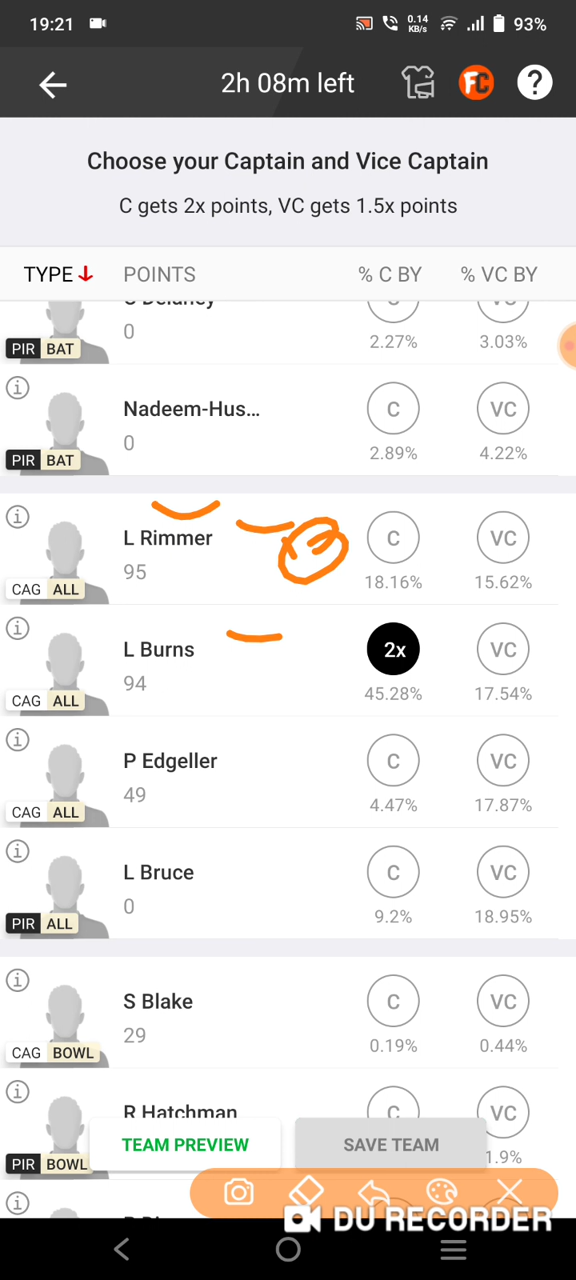 19:21 0.14 KB/s 93%
2h 08m left FC ?
Choose your Captain and Vice Captain
C gets 2x points, VC gets 1.5x points
TYPE POINTS % C BY % VC BY
C VC
0 2.27% 3.03%
PIR BAT
i Nadeem-Hus... C VC
0 2.89% 4.22%
PIR BAT
i L Rimmer C VC
95 18.16% 15.62%
CAG ALL
i L Burns 2x VC
94 45.28% 17.54%
CAG ALL
i P Edgeller C VC
49 4.47% 17.87%
CAG ALL
i L Bruce C VC
0 9.2% 18.95%
PIR ALL
i S Blake C VC
29 0.19% 0.44%
CAG BOWL
i R Hatchman C VC
TEAM PREVIEW SAVE TEAM
PIR BOWL 1.9%
i
DU RECORDER